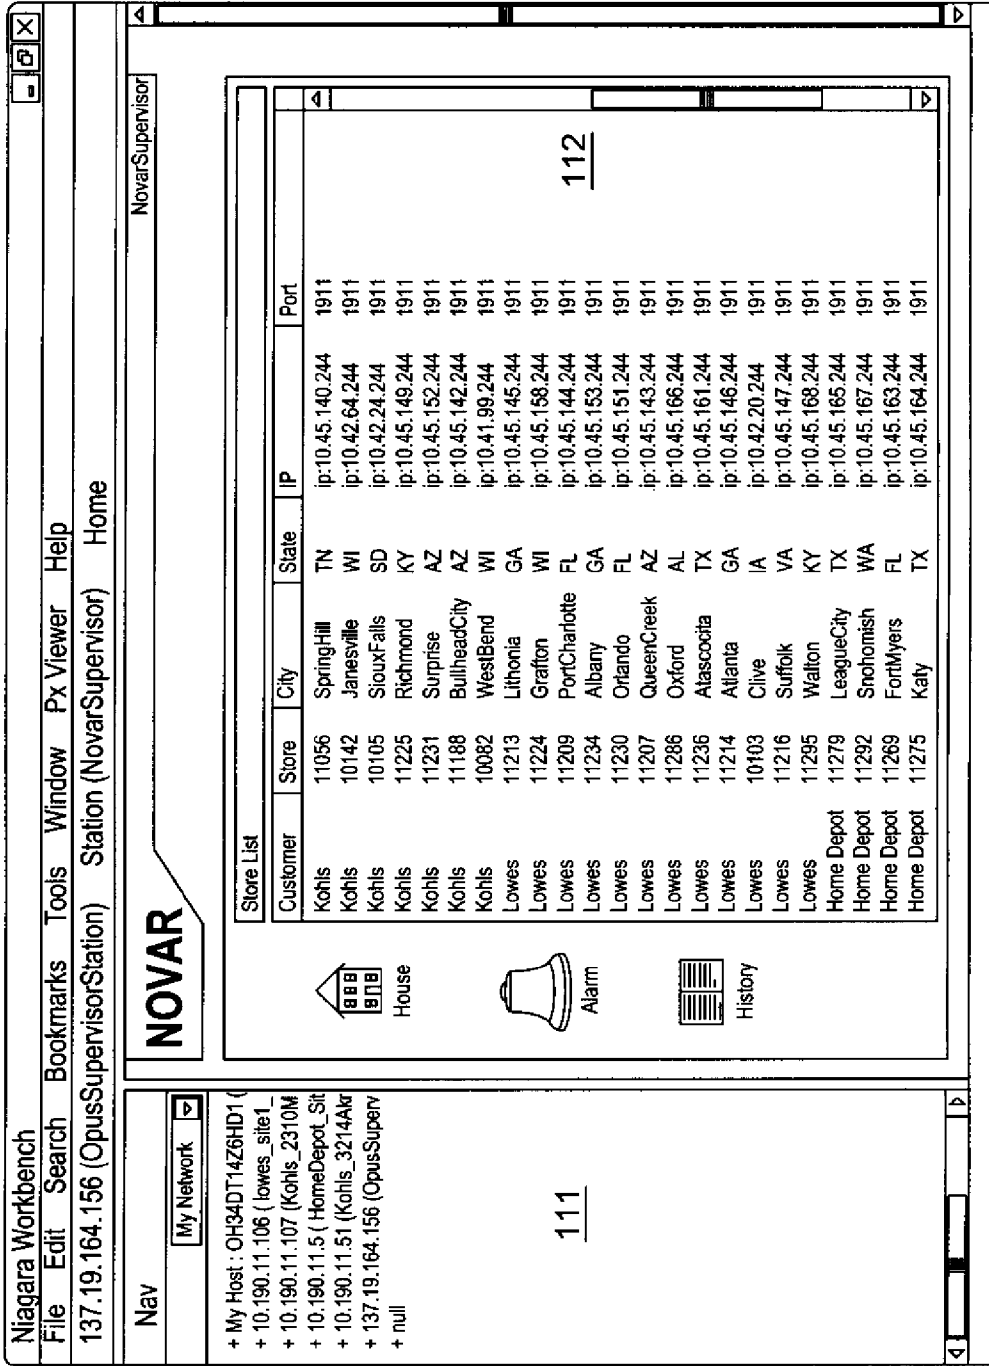 Niagara Workbench
File Edit Search Bookmarks Tools Window Px Viewer Help
137.19.164.156 (OpusSupervisorStation) Station (NovarSupervisor) Home
Nav
My Network
+ My Host : OH34DT14Z6HD1 (
+ 10.190.11.106 ( lowes_site1_
+ 10.190.11.107 (Kohls_2310M
+ 10.190.11.5 ( HomeDepot_Sit
+ 10.190.11.51 (Kohls_3214Akr
+ 137.19.164.156 (OpusSuperv
+ null
111
NOVAR
NovarSupervisor
House
Alarm
History
Store List
Customer Store City State IP Port
Kohls 11056 SpringHill TN ip:10.45.140.244 1911
Kohls 10142 Janesville WI ip:10.42.64.244 1911
Kohls 10105 SiouxFalls SD ip:10.42.24.244 1911
Kohls 11225 Richmond KY ip:10.45.149.244 1911
Kohls 11231 Surprise AZ ip:10.45.152.244 1911
Kohls 11188 BullheadCity AZ ip:10.45.142.244 1911
Kohls 10082 WestBend WI ip:10.41.99.244 1911
Lowes 11213 Lithonia GA ip:10.45.145.244 1911
Lowes 11224 Grafton WI ip:10.45.158.244 1911
Lowes 11209 PortCharlotte FL ip:10.45.144.244 1911
Lowes 11234 Albany GA ip:10.45.153.244 1911
Lowes 11230 Orlando FL ip:10.45.151.244 1911
Lowes 11207 QueenCreek AZ ip:10.45.143.244 1911
Lowes 11286 Oxford AL ip:10.45.166.244 1911
Lowes 11236 Atascocita TX ip:10.45.161.244 1911
Lowes 11214 Atlanta GA ip:10.45.146.244 1911
Lowes 10103 Clive IA ip:10.42.20.244 1911
Lowes 11216 Suffolk VA ip:10.45.147.244 1911
Lowes 11295 Walton KY ip:10.45.168.244 1911
Home Depot 11279 LeagueCity TX ip:10.45.165.244 1911
Home Depot 11292 Snohomish WA ip:10.45.167.244 1911
Home Depot 11269 FortMyers FL ip:10.45.163.244 1911
Home Depot 11275 Katy TX ip:10.45.164.244 1911
112